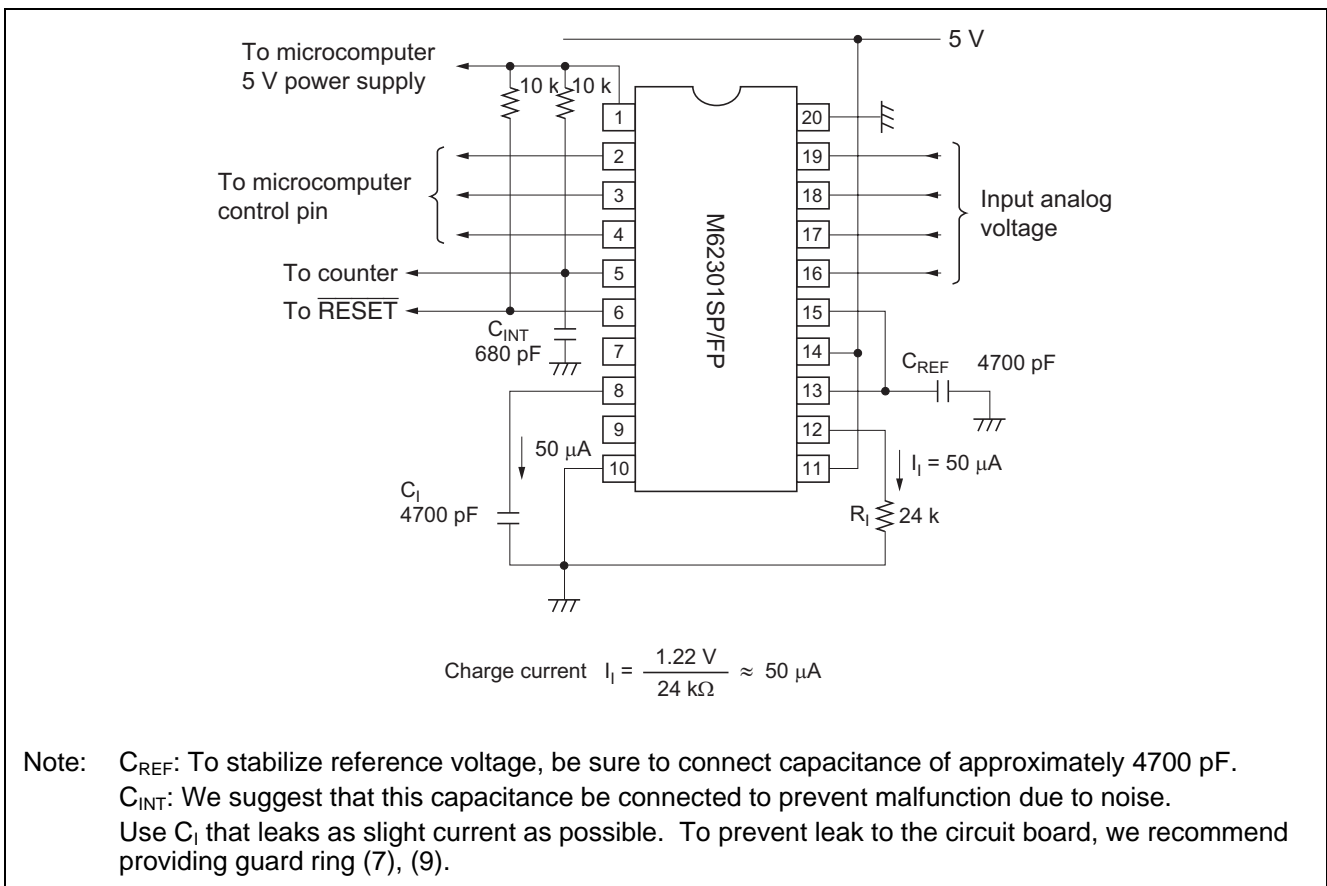 To microcomputer
5 V power supply
10 k
10 k
5 V
1
20
2
19
To microcomputer
control pin
3
18
Input analog
voltage
4
17
M62301SP/FP
To counter
5
16
To RESET
6
15
C_INT
680 pF
7
14
C_REF 4700 pF
8
13
9
12
50 µA
10
11
I_I = 50 µA
C_I
4700 pF
R_I
24 k
Charge current I_I = 1.22 V / 24 kΩ ≈ 50 µA
Note: C_REF: To stabilize reference voltage, be sure to connect capacitance of approximately 4700 pF.
C_INT: We suggest that this capacitance be connected to prevent malfunction due to noise.
Use C_I that leaks as slight current as possible. To prevent leak to the circuit board, we recommend
providing guard ring (7), (9).